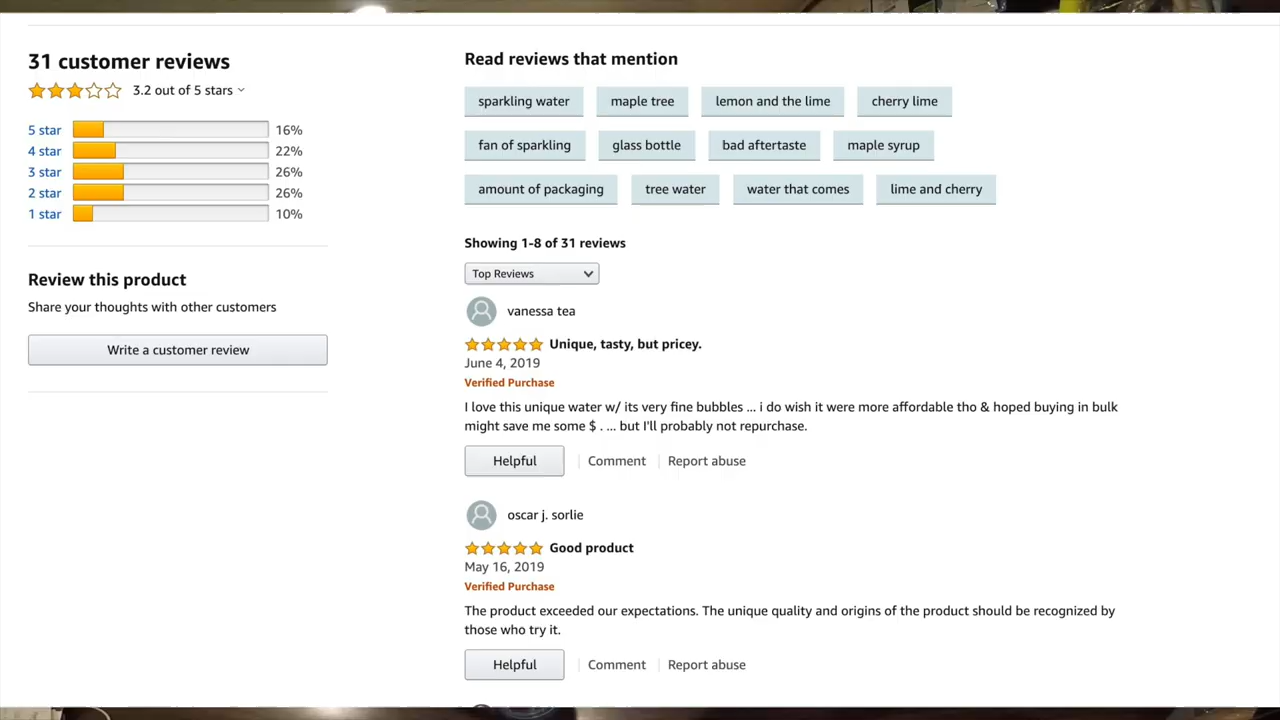 31 customer reviews
3.2 out of 5 stars
5 star 16%
4 star 22%
3 star 26%
2 star 26%
1 star 10%
Review this product
Share your thoughts with other customers
Write a customer review
Read reviews that mention
sparkling water maple tree lemon and the lime cherry lime
fan of sparkling glass bottle bad aftertaste maple syrup
amount of packaging tree water water that comes lime and cherry
Showing 1-8 of 31 reviews
Top Reviews
vanessa tea
Unique, tasty, but pricey.
June 4, 2019
Verified Purchase
I love this unique water w/ its very fine bubbles ... i do wish it were more affordable tho & hoped buying in bulk
might save me some $ . ... but I'll probably not repurchase.
Helpful Comment Report abuse
oscar j. sorlie
Good product
May 16, 2019
Verified Purchase
The product exceeded our expectations. The unique quality and origins of the product should be recognized by
those who try it.
Helpful Comment Report abuse